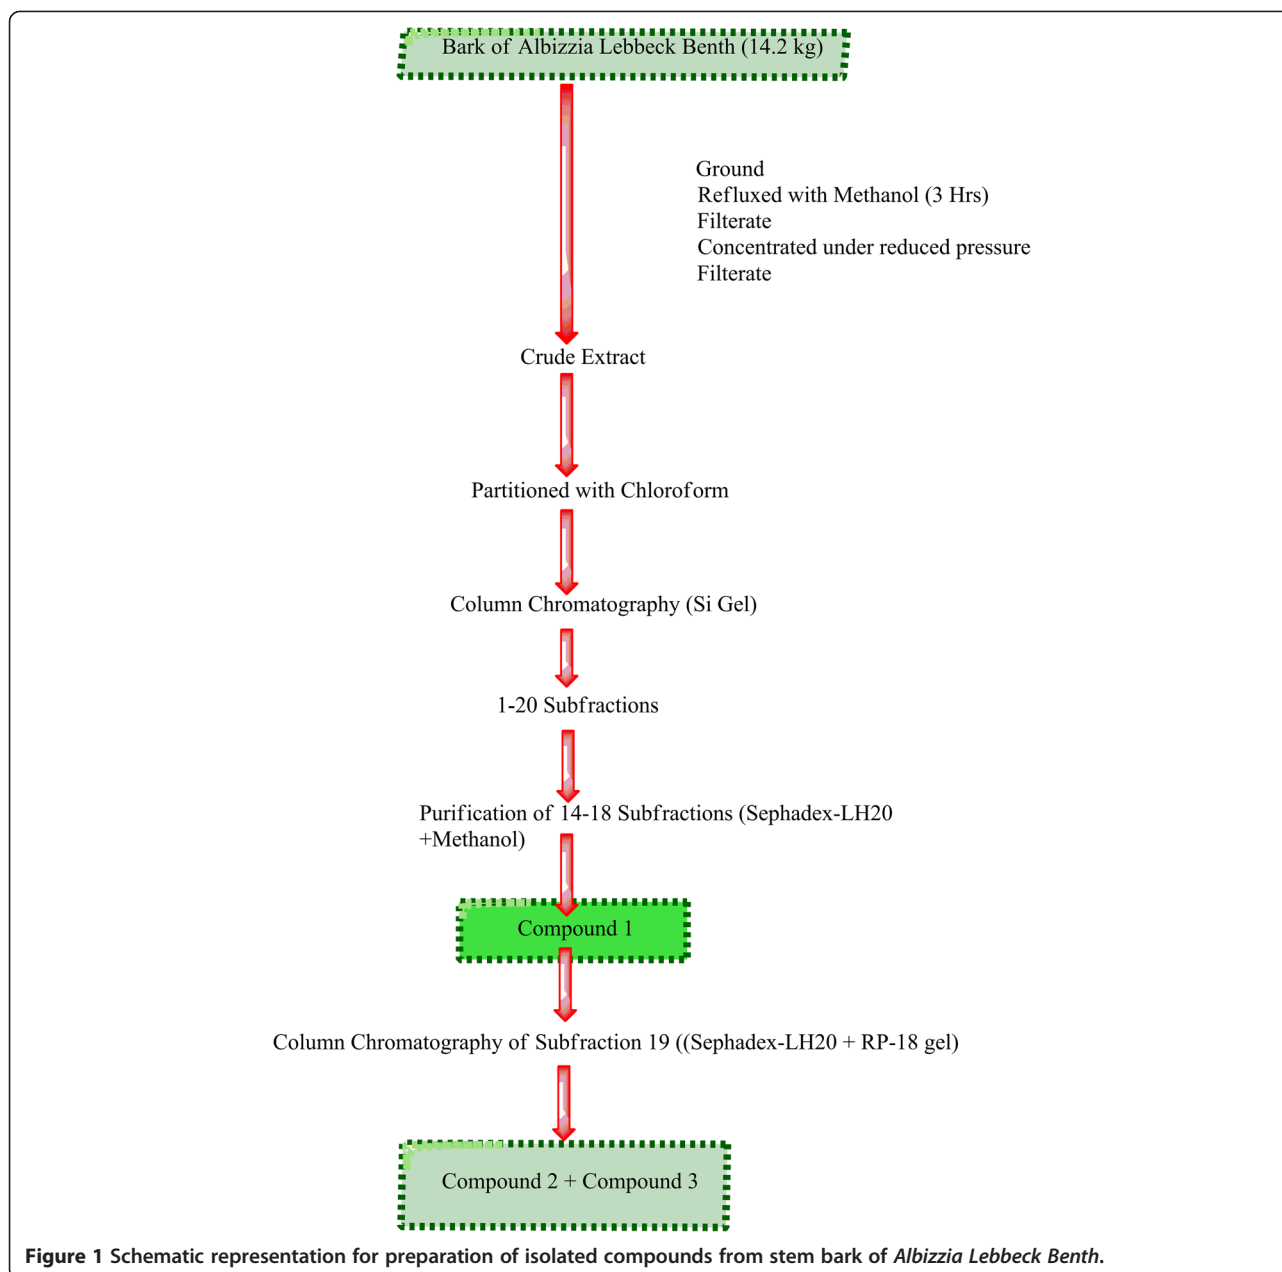 Bark of Albizzia Lebbeck Benth (14.2 kg)
Ground
Refluxed with Methanol (3 Hrs)
Filterate
Concentrated under reduced pressure
Filterate
Crude Extract
Partitioned with Chloroform
Column Chromatography (Si Gel)
1-20 Subfractions
Purification of 14-18 Subfractions (Sephadex-LH20
+Methanol)
Compound 1
Column Chromatography of Subfraction 19 ((Sephadex-LH20 + RP-18 gel)
Compound 2 + Compound 3
Figure 1 Schematic representation for preparation of isolated compounds from stem bark of Albizzia Lebbeck Benth.